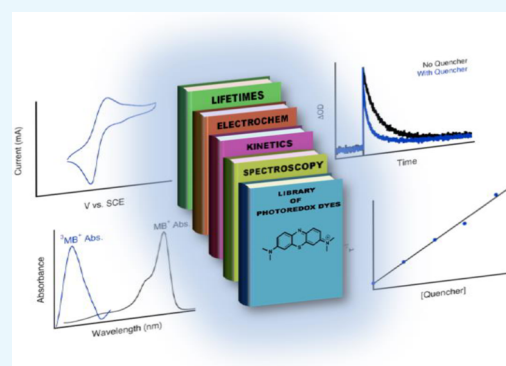 Current (mA)
V vs. SCE
³MB⁺ Abs.
MB⁺ Abs.
Absorbance
Wavelength (nm)
LIFETIMES
ELECTROCHEM
KINETICS
SPECTROSCOPY
LIBRARY
OF
PHOTOREDOX DYES
No Quencher
With Quencher
ΔOD
Time
[Quencher]